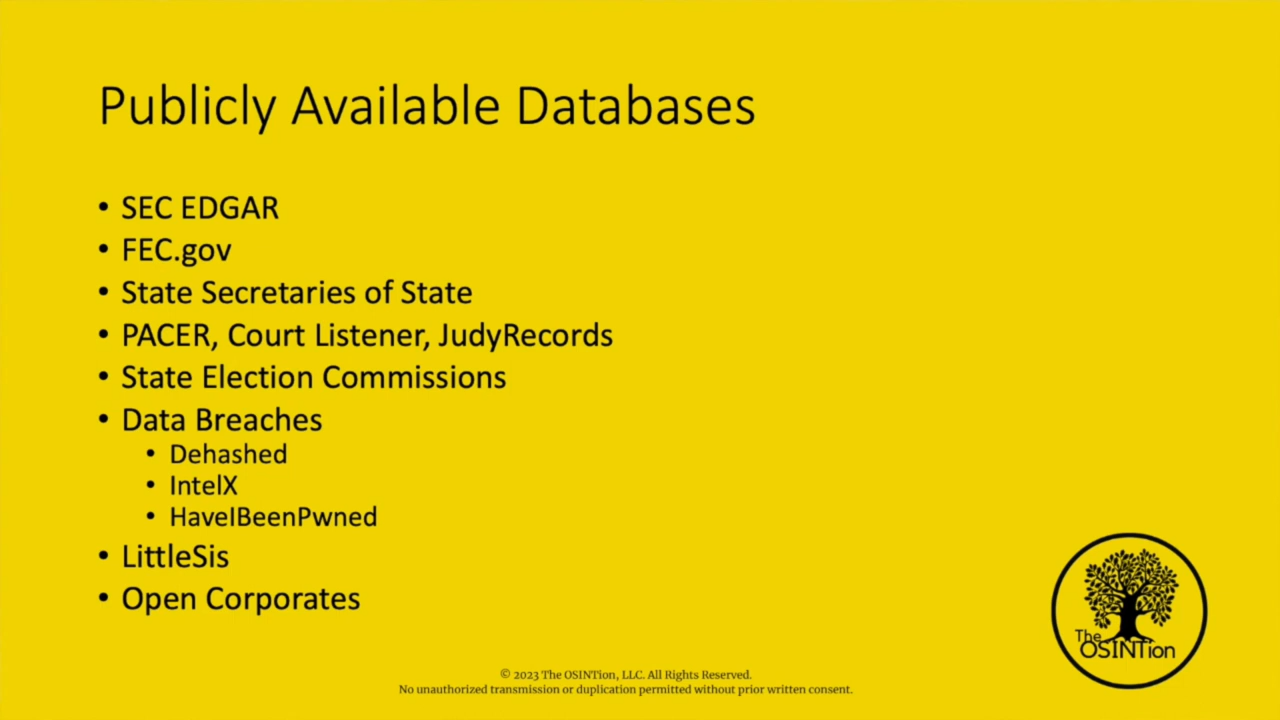 Publicly Available Databases
• SEC EDGAR
• FEC.gov
• State Secretaries of State
• PACER, Court Listener, JudyRecords
• State Election Commissions
• Data Breaches
• Dehashed
• IntelX
• HaveIBeenPwned
• LittleSis
• Open Corporates
The
OSINTion
© 2023 The OSINTion, LLC. All Rights Reserved.
No unauthorized transmission or duplication permitted without prior written consent.